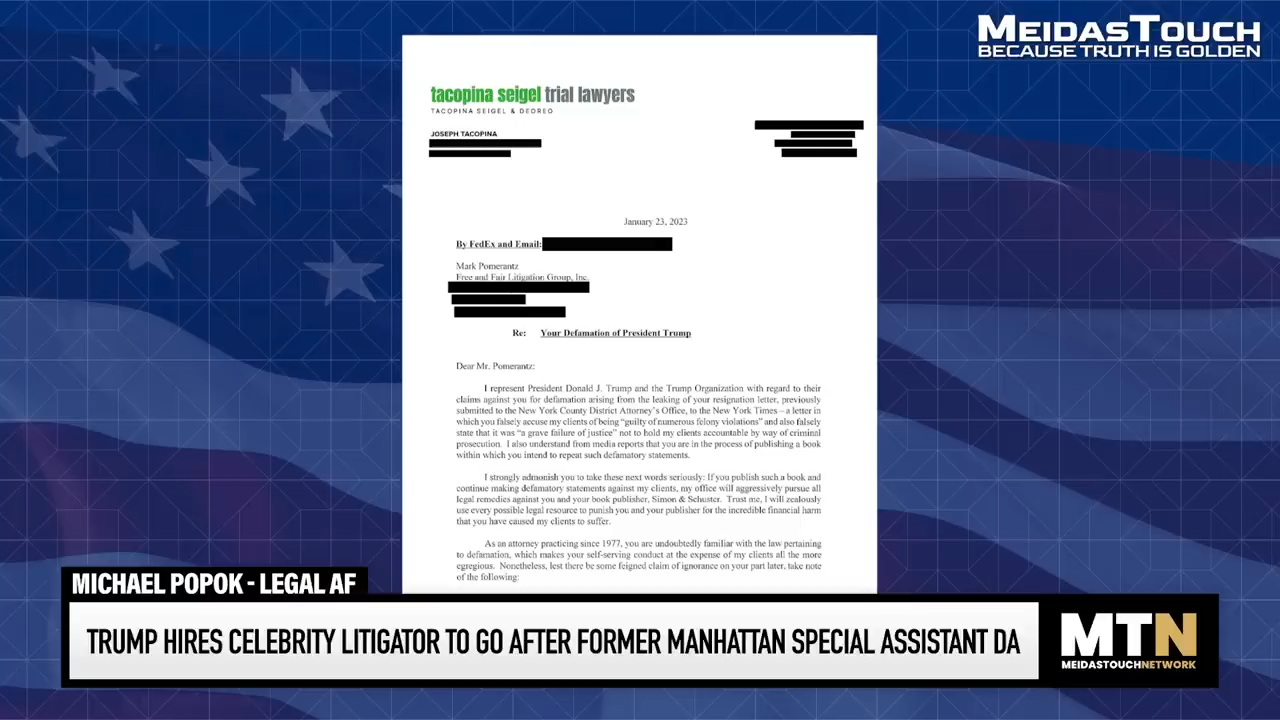 MEIDASTOUCH
BECAUSE TRUTH IS GOLDEN
tacopina seigel trial lawyers
TACOPINA SEIGEL & DEOREO
JOSEPH TACOPINA
January 23, 2023
By FedEx and Email:
Mark Pomerantz
Free and Fair Litigation Group, Inc.
Re: Your Defamation of President Trump
Dear Mr. Pomerantz:
I represent President Donald J. Trump and the Trump Organization with regard to their
claims against you for defamation arising from the leaking of your resignation letter, previously
submitted to the New York County District Attorney's Office, to the New York Times – a letter in
which you falsely accuse my clients of being "guilty of numerous felony violations" and also falsely
state that it was "a grave failure of justice" not to hold my clients accountable by way of criminal
prosecution. I also understand from media reports that you are in the process of publishing a book
within which you intend to repeat such defamatory statements.
I strongly admonish you to take these next words seriously: If you publish such a book and
continue making defamatory statements against my clients, my office will aggressively pursue all
legal remedies against you and your book publisher, Simon & Schuster. Trust me, I will zealously
use every possible legal resource to punish you and your publisher for the incredible financial harm
that you have caused my clients to suffer.
As an attorney practicing since 1977, you are undoubtedly familiar with the law pertaining
to defamation, which makes your self-serving conduct at the expense of my clients all the more
egregious. Nonetheless, lest there be some feigned claim of ignorance on your part later, take note
of the following:
MICHAEL POPOK - LEGAL AF
TRUMP HIRES CELEBRITY LITIGATOR TO GO AFTER FORMER MANHATTAN SPECIAL ASSISTANT DA
MTN
MEIDASTOUCHNETWORK